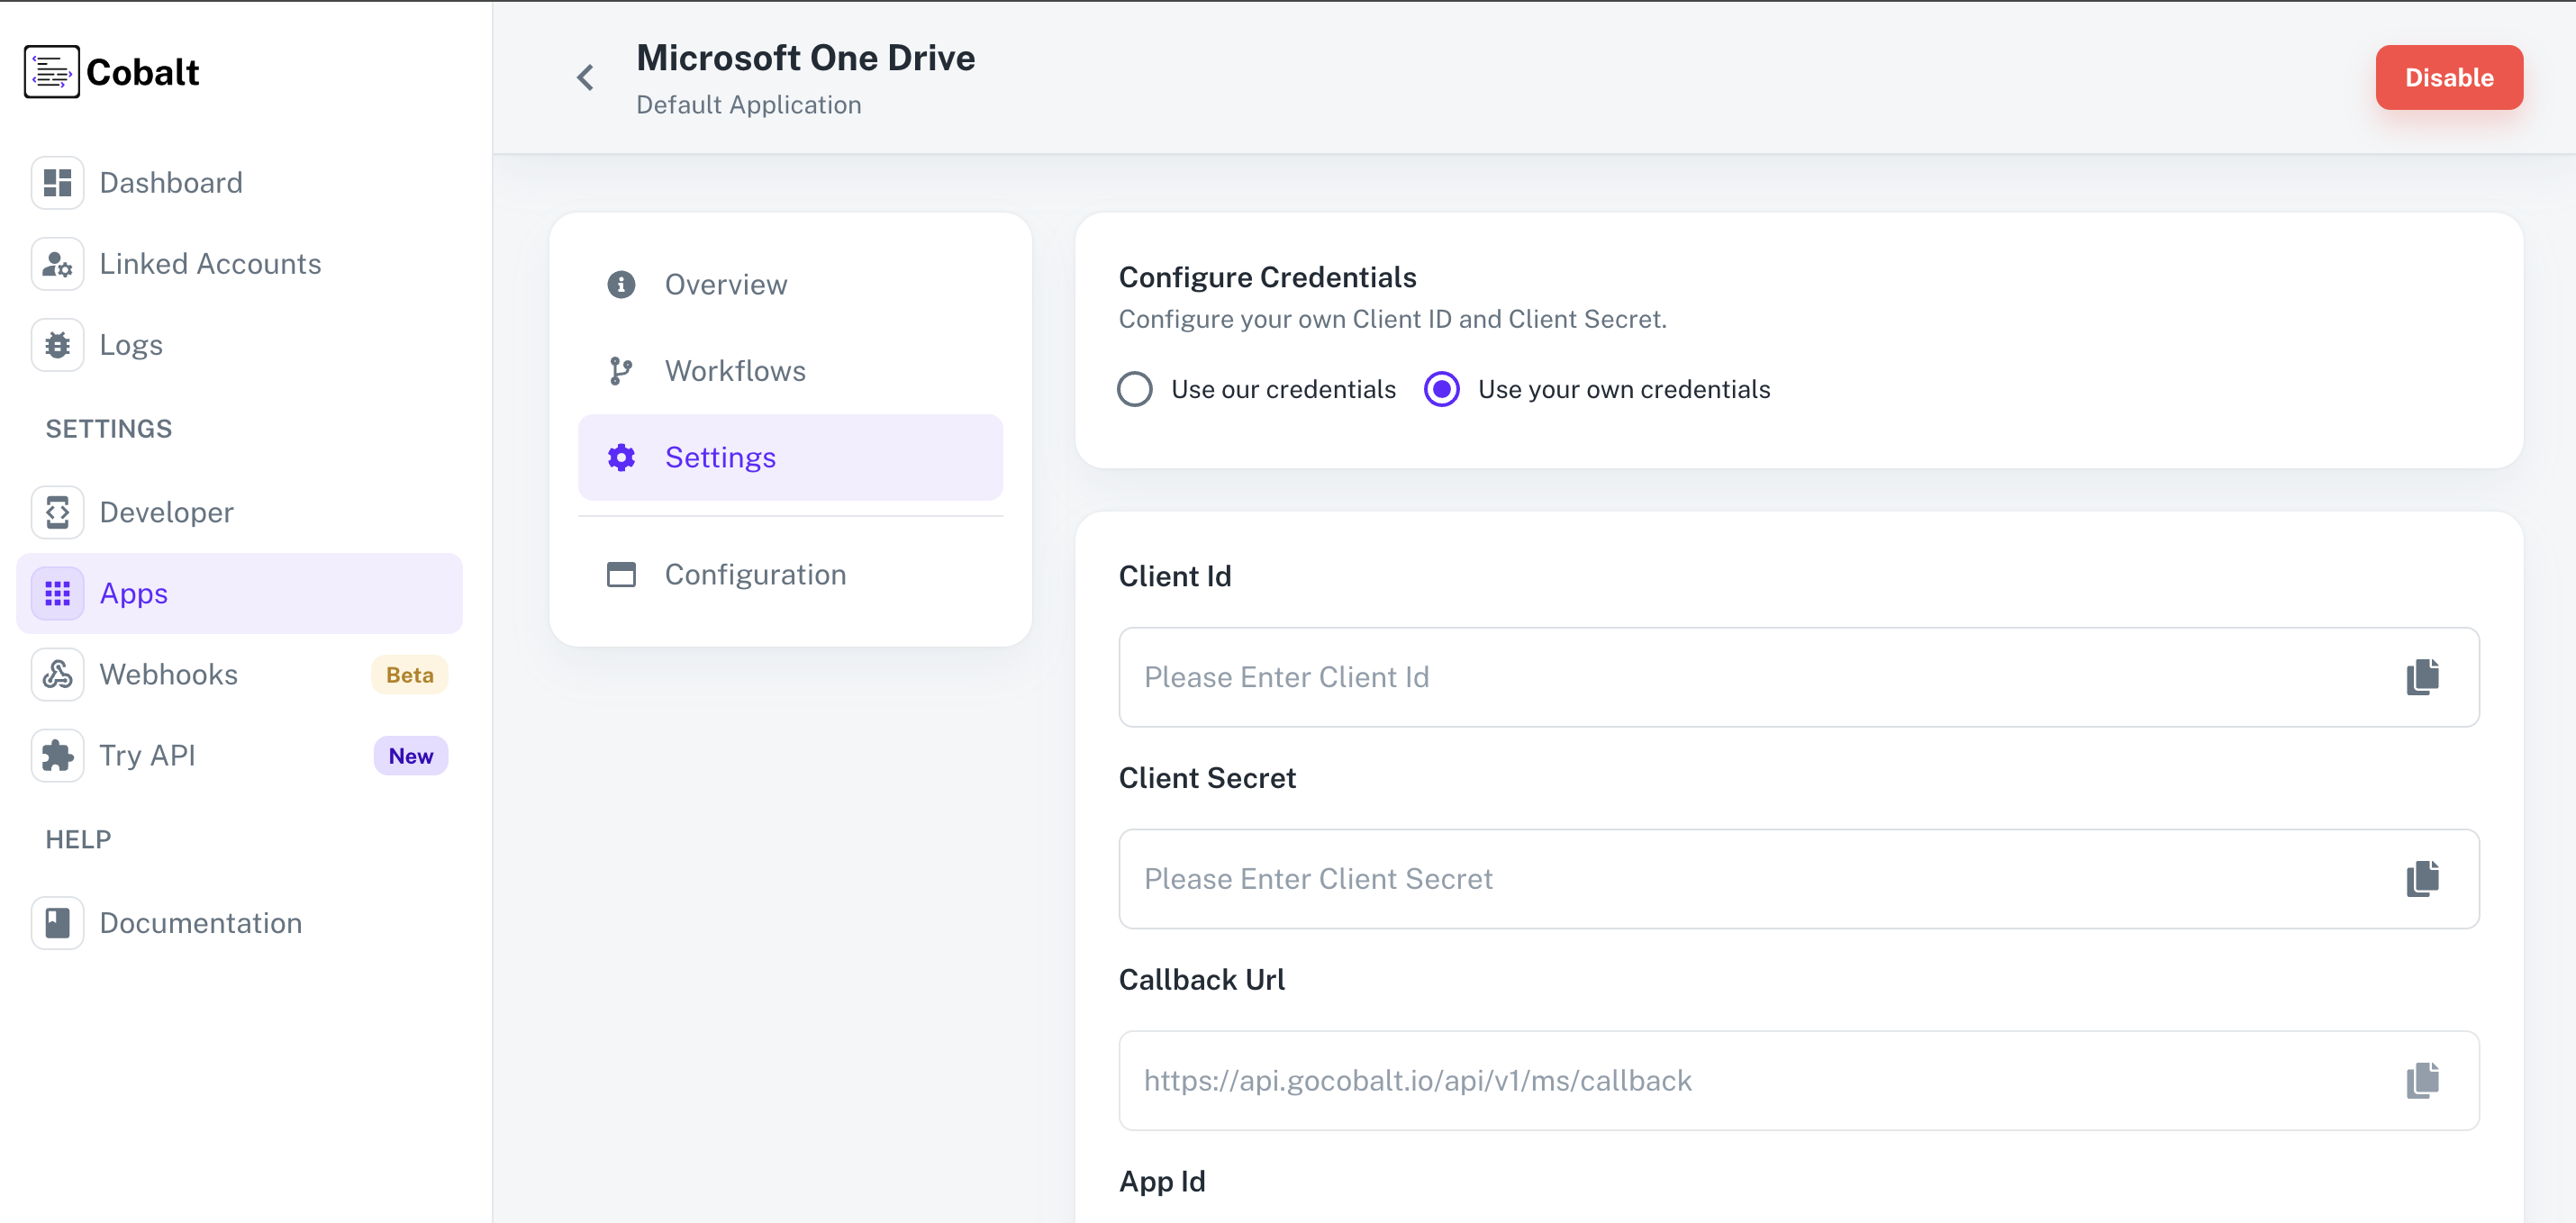 Cobalt
Dashboard
Linked Accounts
Logs
SETTINGS
Developer
Apps
Webhooks
Beta
Try API
New
HELP
Documentation
Microsoft One Drive
Default Application
Disable
Overview
Workflows
Settings
Configuration
Configure Credentials
Configure your own Client ID and Client Secret.
Use our credentials
Use your own credentials
Client Id
Please Enter Client Id
Client Secret
Please Enter Client Secret
Callback Url
https://api.gocobalt.io/api/v1/ms/callback
App Id